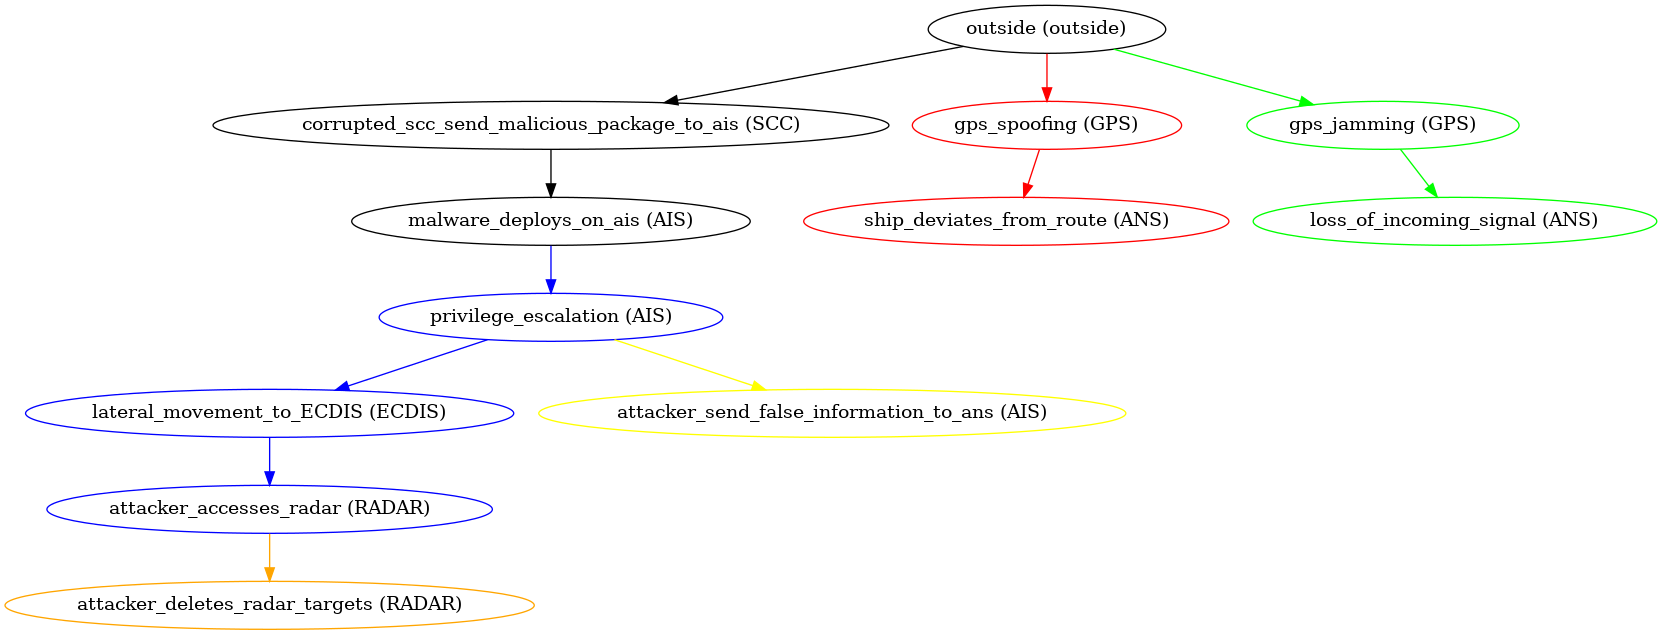 outside (outside)
corrupted_scc_send_malicious_package_to_ais (SCC)
gps_spoofing (GPS)
gps_jamming (GPS)
malware_deploys_on_ais (AIS)
ship_deviates_from_route (ANS)
loss_of_incoming_signal (ANS)
privilege_escalation (AIS)
lateral_movement_to_ECDIS (ECDIS)
attacker_send_false_information_to_ans (AIS)
attacker_accesses_radar (RADAR)
attacker_deletes_radar_targets (RADAR)